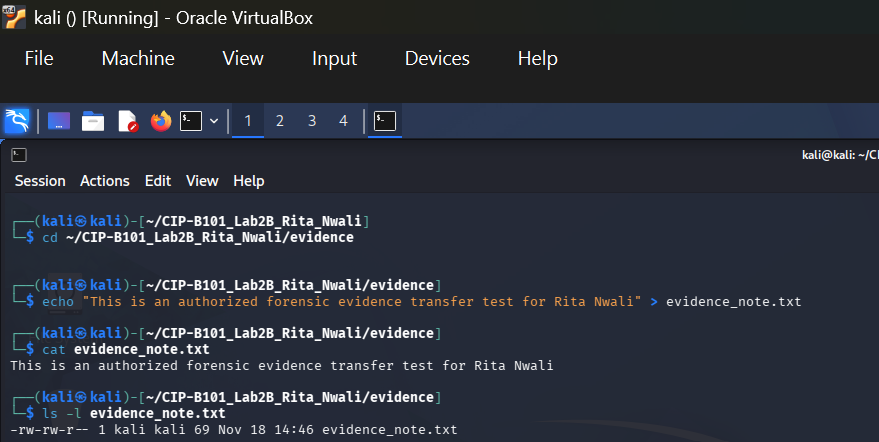 kali () [Running] - Oracle VirtualBox
File Machine View Input Devices Help
1 2 3 4
kali@kali: ~/CI
Session Actions Edit View Help
┌──(kali㉿kali)-[~/CIP-B101_Lab2B_Rita_Nwali]
└─$ cd ~/CIP-B101_Lab2B_Rita_Nwali/evidence
┌──(kali㉿kali)-[~/CIP-B101_Lab2B_Rita_Nwali/evidence]
└─$ echo "This is an authorized forensic evidence transfer test for Rita Nwali" > evidence_note.txt
┌──(kali㉿kali)-[~/CIP-B101_Lab2B_Rita_Nwali/evidence]
└─$ cat evidence_note.txt
This is an authorized forensic evidence transfer test for Rita Nwali
┌──(kali㉿kali)-[~/CIP-B101_Lab2B_Rita_Nwali/evidence]
└─$ ls -l evidence_note.txt
-rw-rw-r-- 1 kali kali 69 Nov 18 14:46 evidence_note.txt